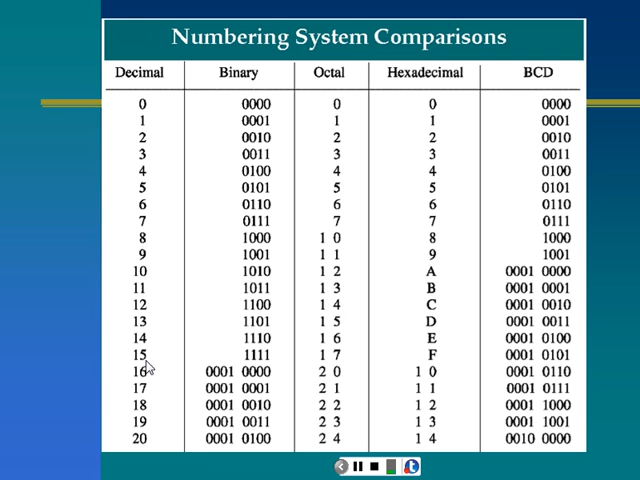 Numbering System Comparisons
Decimal Binary Octal Hexadecimal BCD
0 0000 0 0 0000
1 0001 1 1 0001
2 0010 2 2 0010
3 0011 3 3 0011
4 0100 4 4 0100
5 0101 5 5 0101
6 0110 6 6 0110
7 0111 7 7 0111
8 1000 1 0 8 1000
9 1001 1 1 9 1001
10 1010 1 2 A 0001 0000
11 1011 1 3 B 0001 0001
12 1100 1 4 C 0001 0010
13 1101 1 5 D 0001 0011
14 1110 1 6 E 0001 0100
15 1111 1 7 F 0001 0101
16 0001 0000 2 0 1 0 0001 0110
17 0001 0001 2 1 1 1 0001 0111
18 0001 0010 2 2 1 2 0001 1000
19 0001 0011 2 3 1 3 0001 1001
20 0001 0100 2 4 1 4 0010 0000